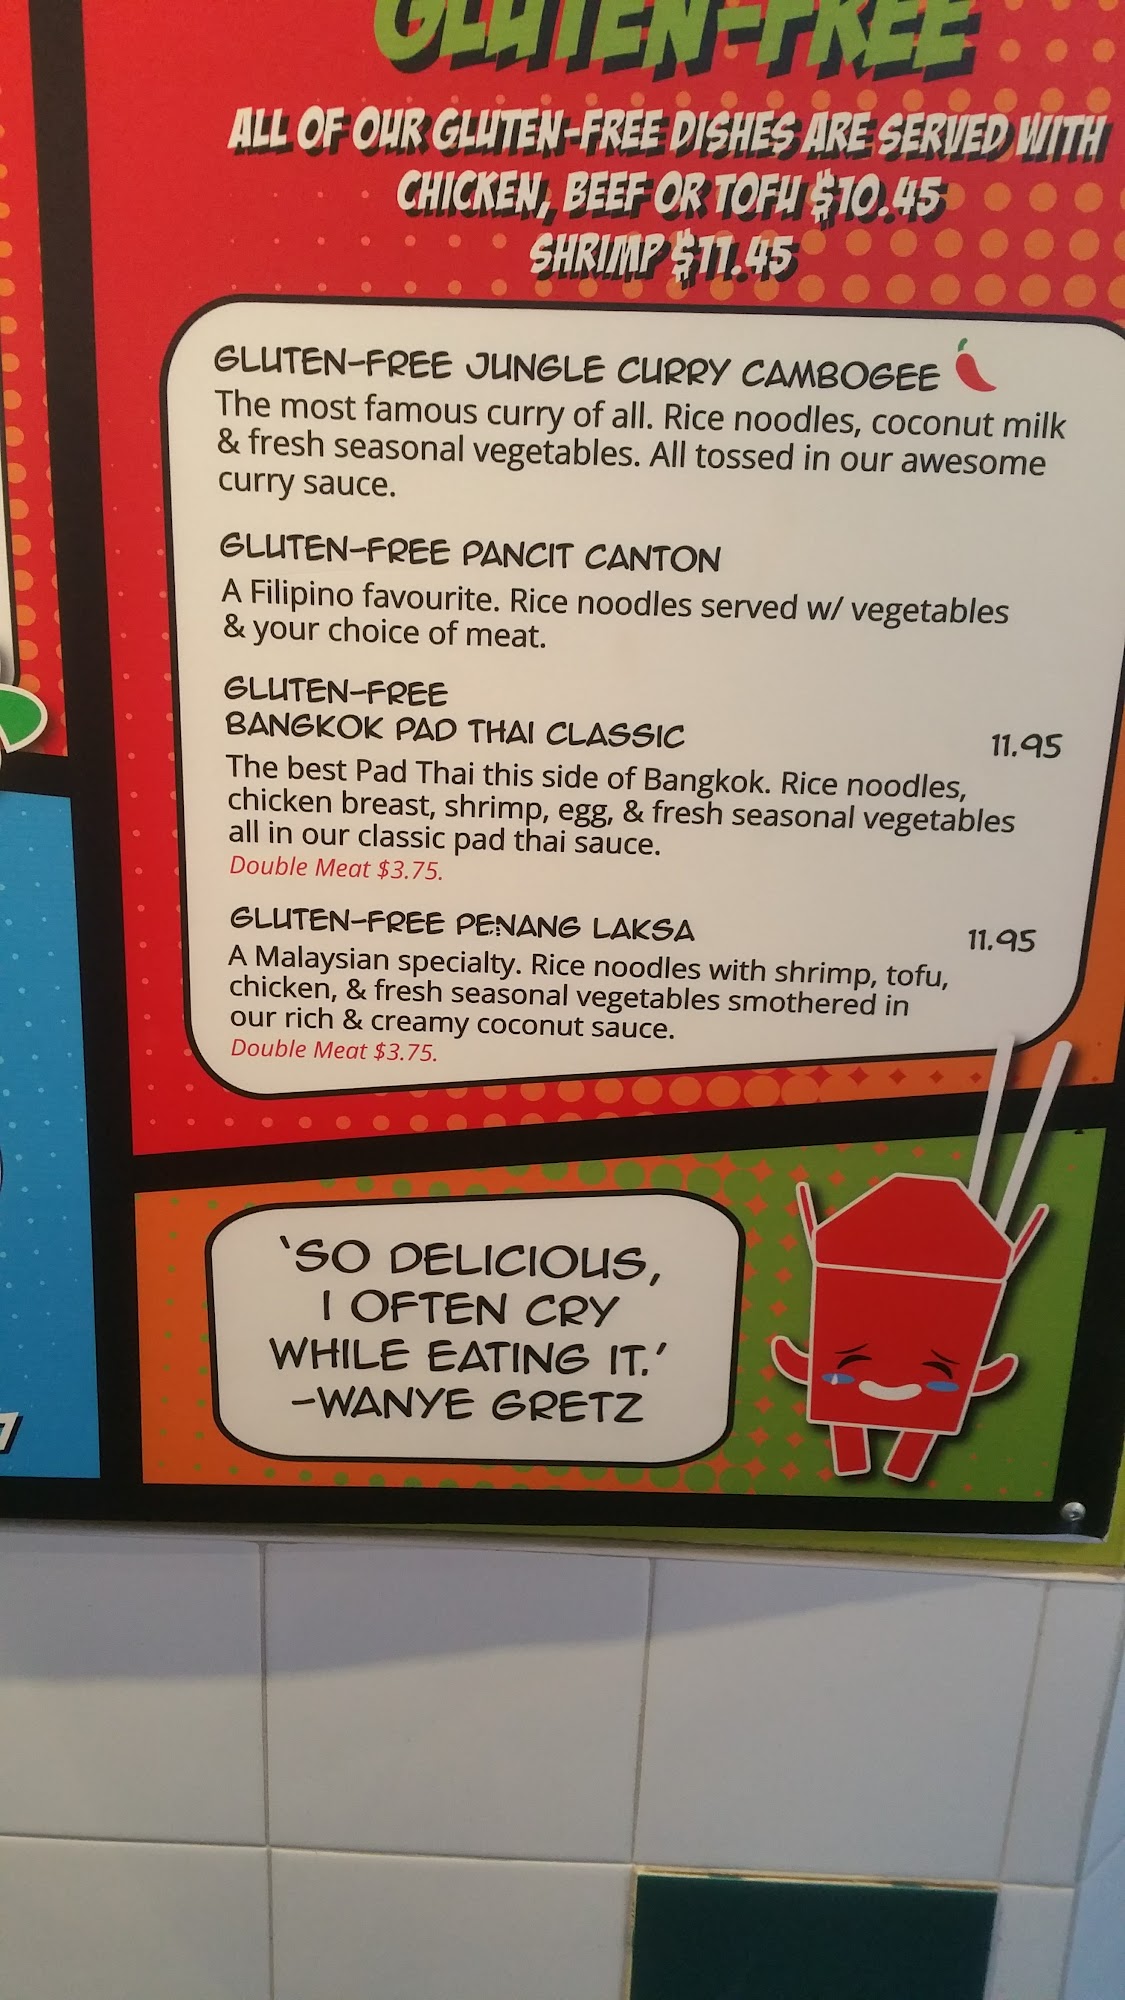 GLUTEN-FREE
ALL OF OUR GLUTEN-FREE DISHES ARE SERVED WITH
CHICKEN, BEEF OR TOFU $10.45
SHRIMP $11.45
GLUTEN-FREE JUNGLE CURRY CAMBOGEE
The most famous curry of all. Rice noodles, coconut milk
& fresh seasonal vegetables. All tossed in our awesome
curry sauce.
GLUTEN-FREE PANCIT CANTON
A Filipino favourite. Rice noodles served w/ vegetables
& your choice of meat.
GLUTEN-FREE
BANGKOK PAD THAI CLASSIC 11.95
The best Pad Thai this side of Bangkok. Rice noodles,
chicken breast, shrimp, egg, & fresh seasonal vegetables
all in our classic pad thai sauce.
Double Meat $3.75.
GLUTEN-FREE PENANG LAKSA 11.95
A Malaysian specialty. Rice noodles with shrimp, tofu,
chicken, & fresh seasonal vegetables smothered in
our rich & creamy coconut sauce.
Double Meat $3.75.
'SO DELICIOUS,
I OFTEN CRY
WHILE EATING IT.'
-WANYE GRETZ